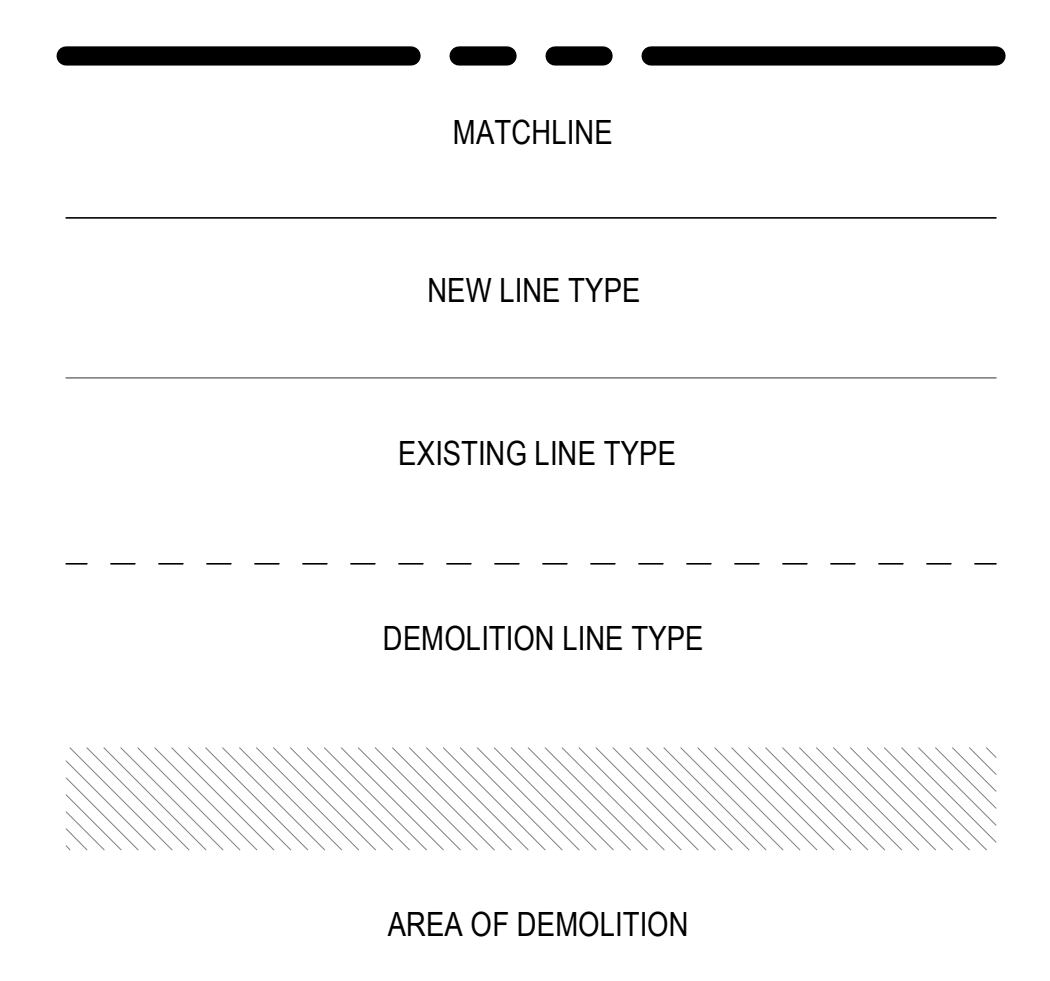 MATCHLINE
NEW LINE TYPE
EXISTING LINE TYPE
DEMOLITION LINE TYPE
AREA OF DEMOLITION